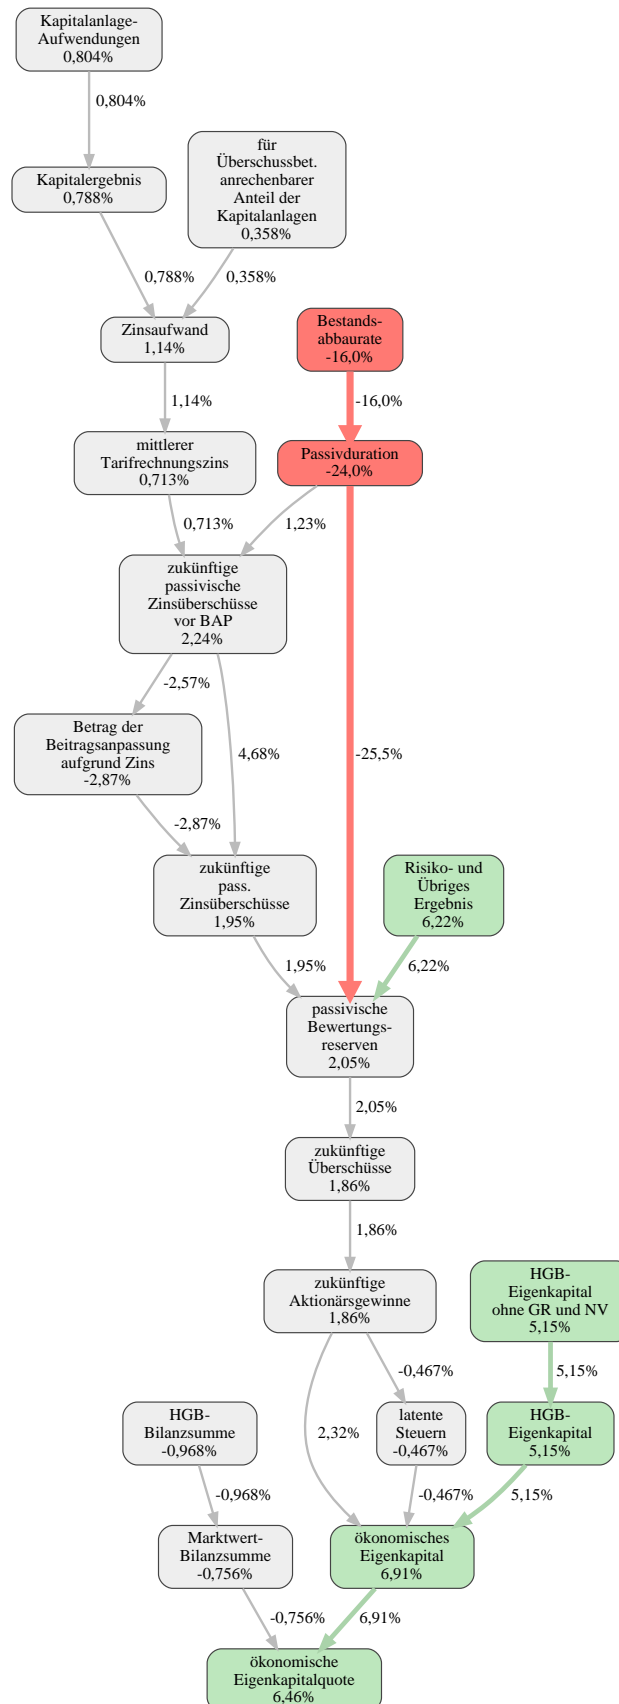 Kapitalanlage-
Aufwendungen
0,804%
0,804%
für
Überschussbet.
anrechenbarer
Anteil der
Kapitalanlagen
0,358%
Kapitalergebnis
0,788%
0,788%
0,358%
Zinsaufwand
1,14%
Bestands-
abbaurate
-16,0%
1,14%
-16,0%
mittlerer
Tarifrechnungszins
0,713%
Passivduration
-24,0%
0,713%
1,23%
zukünftige
passivische
Zinsüberschüsse
vor BAP
2,24%
-2,57%
Betrag der
Beitragsanpassung
aufgrund Zins
-2,87%
4,68%
-25,5%
-2,87%
zukünftige
pass.
Zinsüberschüsse
1,95%
Risiko- und
Übriges
Ergebnis
6,22%
1,95%
6,22%
passivische
Bewertungs-
reserven
2,05%
2,05%
zukünftige
Überschüsse
1,86%
1,86%
zukünftige
Aktionärsgewinne
1,86%
HGB-
Eigenkapital
ohne GR und NV
5,15%
-0,467%
5,15%
HGB-
Bilanzsumme
-0,968%
2,32%
latente
Steuern
-0,467%
HGB-
Eigenkapital
5,15%
-0,968%
-0,467%
5,15%
Marktwert-
Bilanzsumme
-0,756%
ökonomisches
Eigenkapital
6,91%
-0,756%
6,91%
ökonomische
Eigenkapitalquote
6,46%